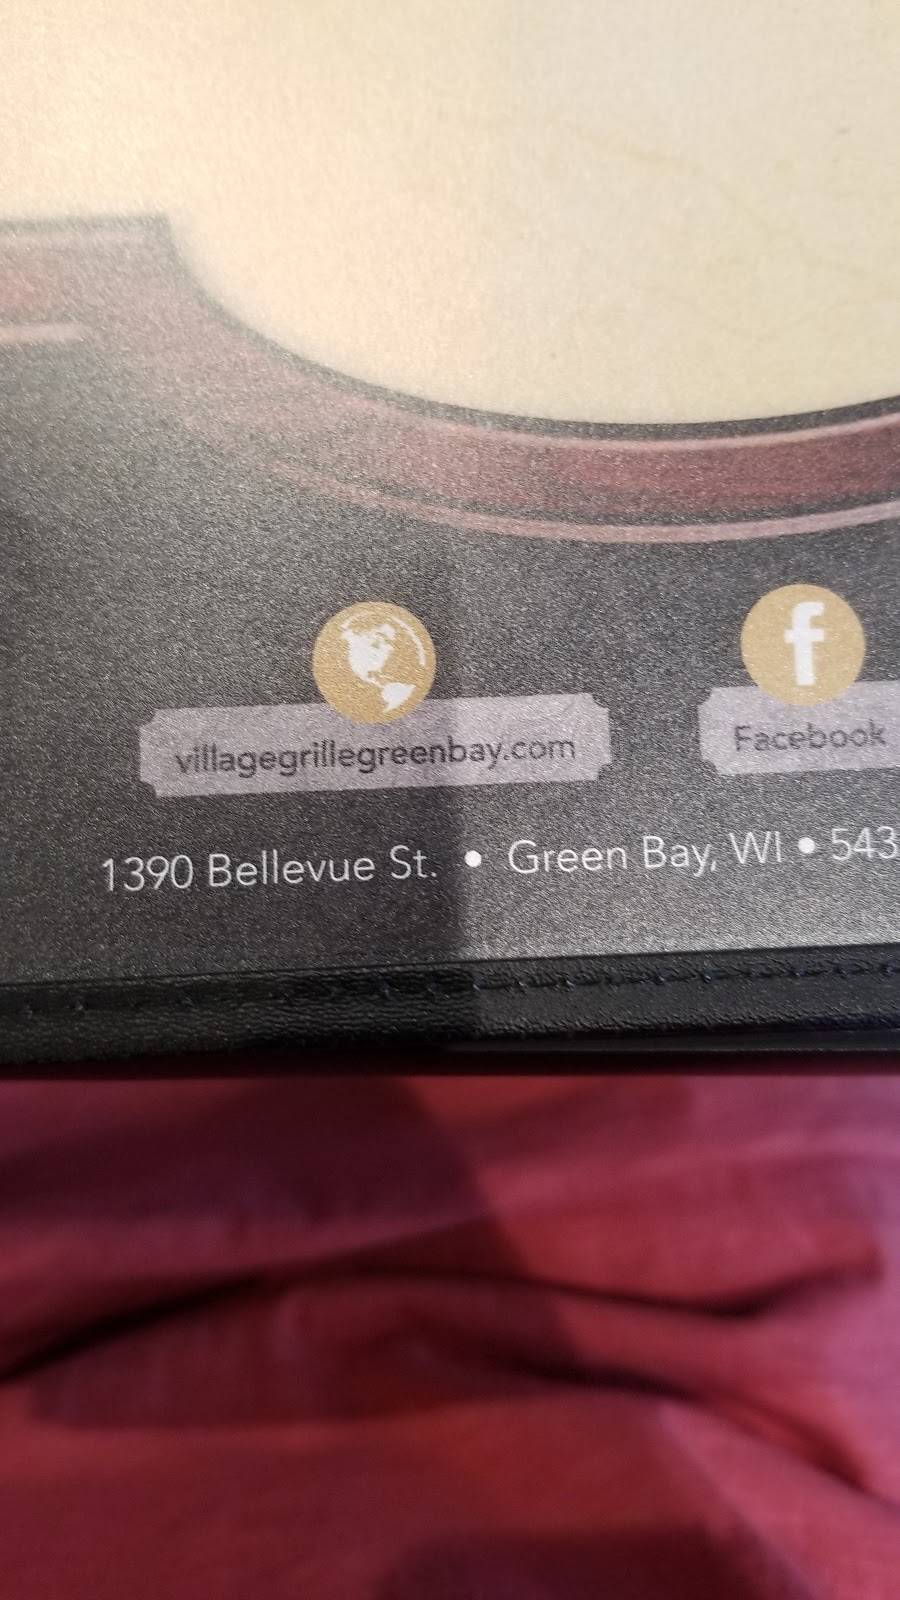 villagegrillegreenbay.com
Facebook
1390 Bellevue St. • Green Bay, WI • 543